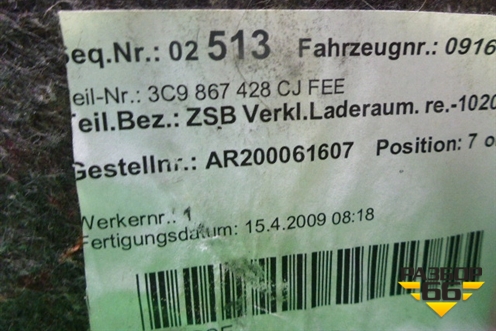 Seq.Nr.: 02 513 Fahrzeugnr.: 0916
Teil-Nr.: 3C9 867 428 CJ FEE
Teil.Bez.: ZSB Verkl.Laderaum. re.-1020
Gestellnr.: AR200061607 Position: 7
Werkernr.: 1
Fertigungsdatum: 15.4.2009 08:18
РАЗБОР
66